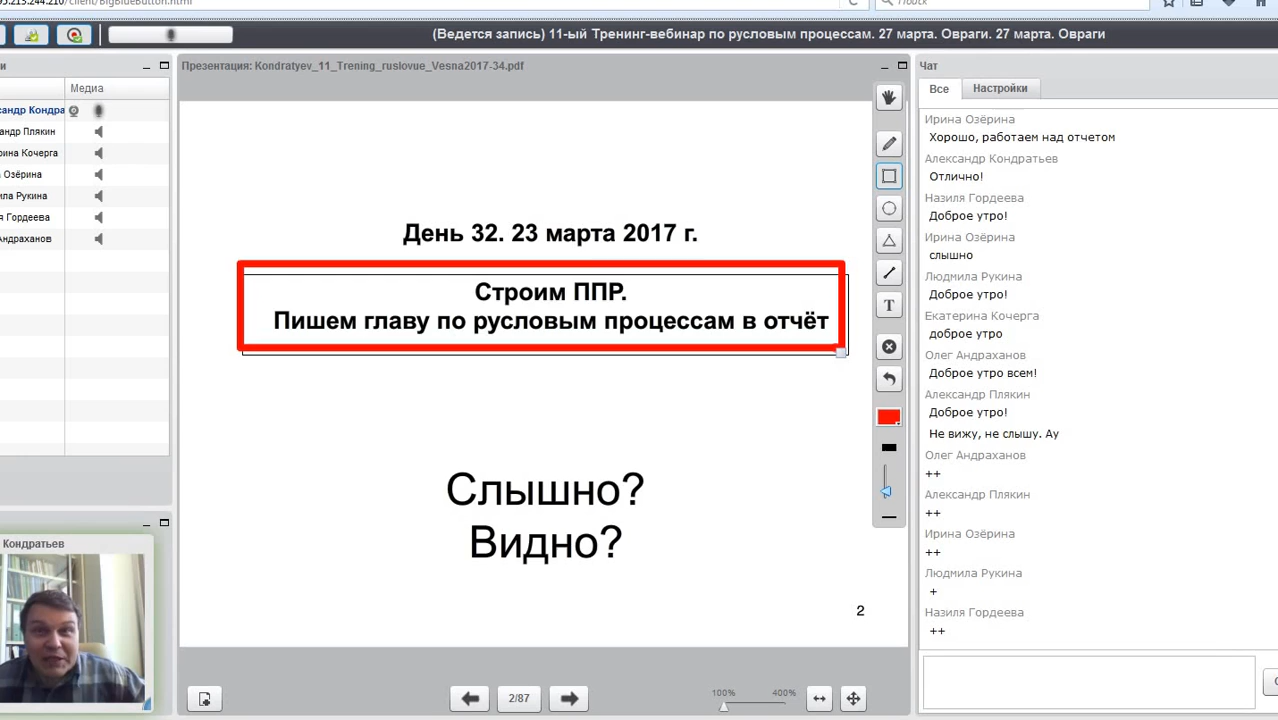 (Ведется запись) 11-ый Тренинг-вебинар по русловым процессам. 27 марта. Овраги. 27 марта. Овраги
Медиа
Презентация: Kondratyev_11_Trening_ruslovue_Vesna2017-34.pdf
День 32. 23 марта 2017 г.
Строим ППР.
Пишем главу по русловым процессам в отчёт
Слышно?
Видно?
2
T
2/87
100%
400%
Кондратьев
Чат
Все
Настройки
Ирина Озёрина
Хорошо, работаем над отчетом
Александр Кондратьев
Отлично!
Назиля Гордеева
Доброе утро!
Ирина Озёрина
слышно
Людмила Рукина
Доброе утро!
Екатерина Кочерга
доброе утро
Олег Андраханов
Доброе утро всем!
Александр Плякин
Доброе утро!
Не вижу, не слышу. Ау
Олег Андраханов
++
Александр Плякин
++
Ирина Озёрина
++
Людмила Рукина
+
Назиля Гордеева
++